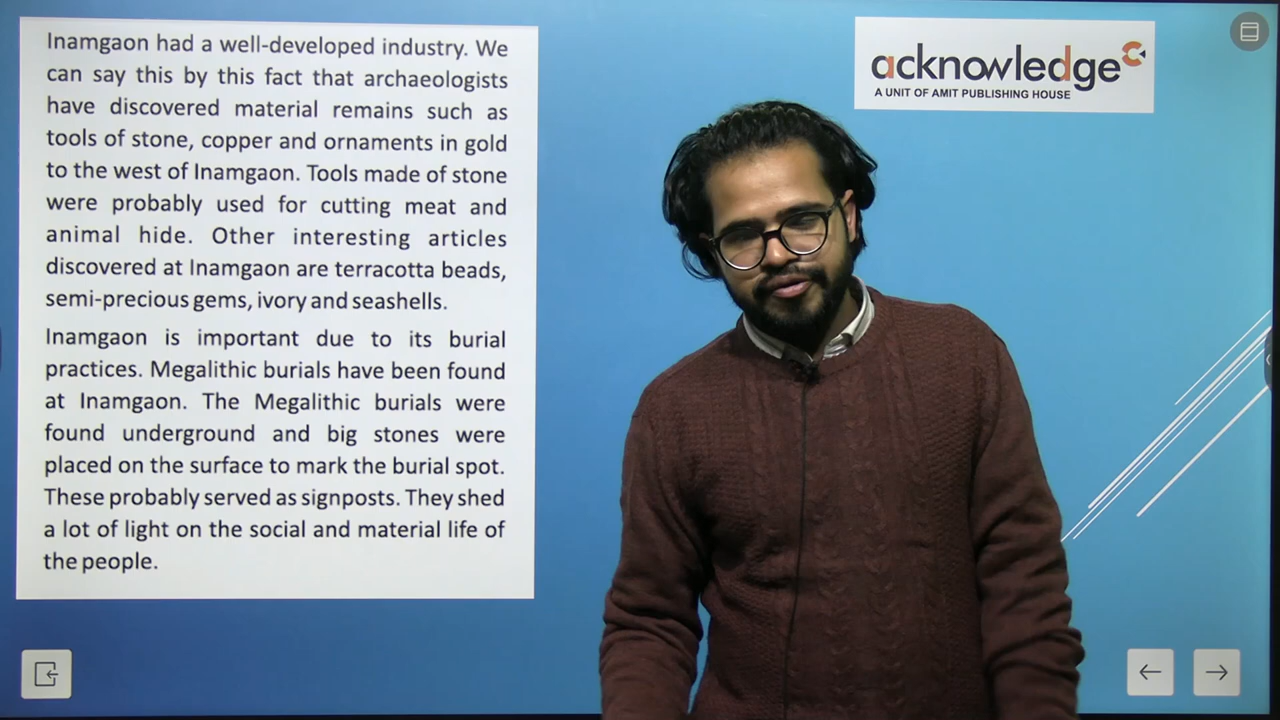 Inamgaon had a well-developed industry. We
can say this by this fact that archaeologists
have discovered material remains such as
tools of stone, copper and ornaments in gold
to the west of Inamgaon. Tools made of stone
were probably used for cutting meat and
animal hide. Other interesting articles
discovered at Inamgaon are terracotta beads,
semi-precious gems, ivory and seashells.
Inamgaon is important due to its burial
practices. Megalithic burials have been found
at Inamgaon. The Megalithic burials were
found underground and big stones were
placed on the surface to mark the burial spot.
These probably served as signposts. They shed
a lot of light on the social and material life of
the people.
acknowledge
A UNIT OF AMIT PUBLISHING HOUSE